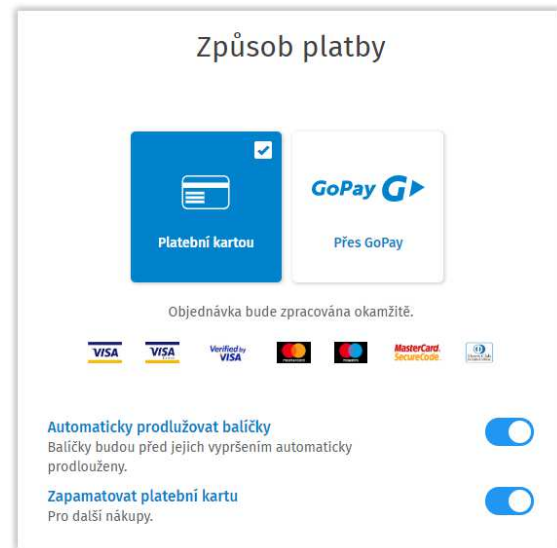 Způsob platby
GoPay
Platební kartou
Přes GoPay
Objednávka bude zpracována okamžitě.
VISA
VISA
Verified by
VISA
MasterCard.
SecureCode.
Automaticky prodlužovat balíčky
Balíčky budou před jejich vypršením automaticky
prodlouženy.
Zapamatovat platební kartu
Pro další nákupy.